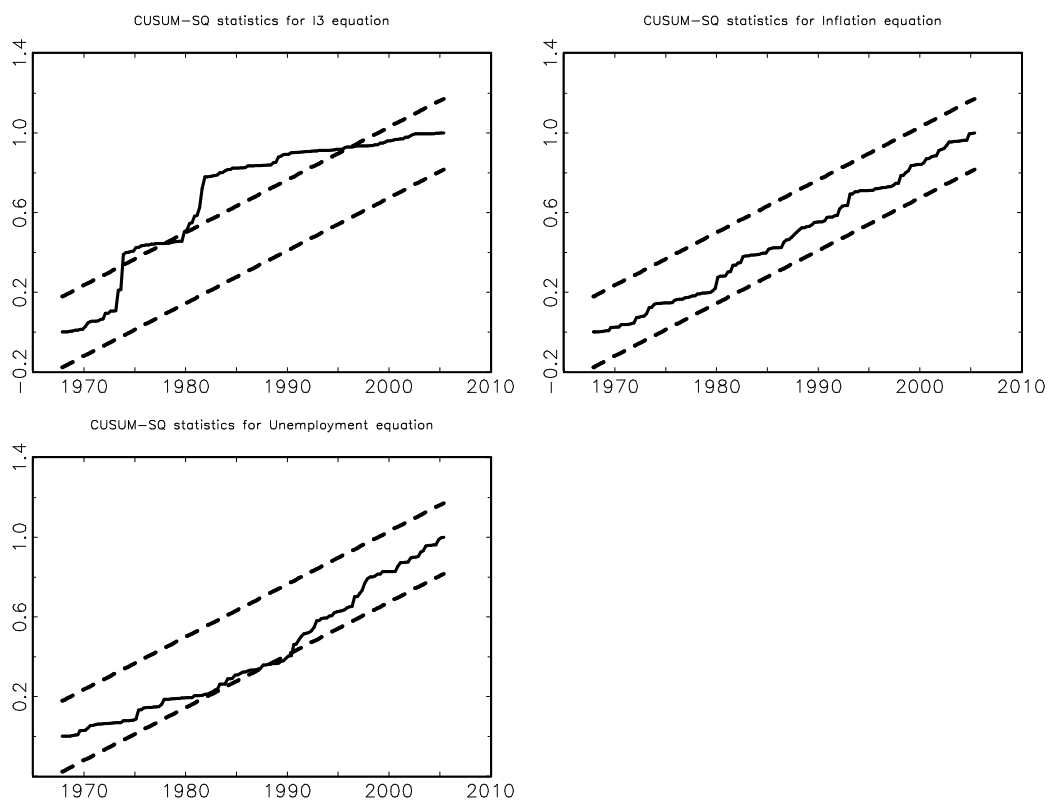 CUSUM–SQ statistics for I3 equation
1.4
1.0
0.6
0.2
–0.2
1970 1980 1990 2000 2010
CUSUM–SQ statistics for Inflation equation
1.4
1.0
0.6
0.2
–0.2
1970 1980 1990 2000 2010
CUSUM–SQ statistics for Unemployment equation
1.4
1.0
0.6
0.2
1970 1980 1990 2000 2010